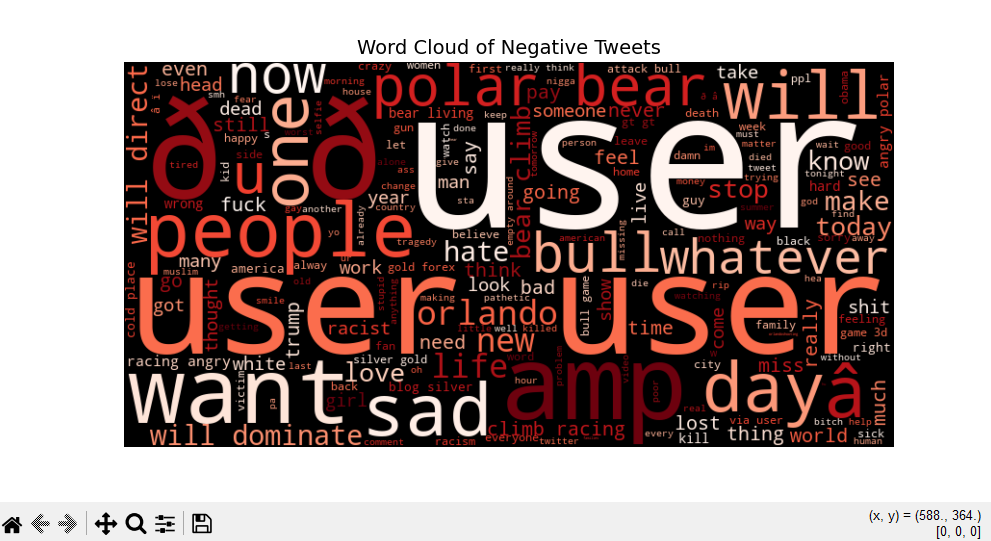 Word Cloud of Negative Tweets
even
now
crazy
women
first
really think
attack bull
take
ppl
lose
head
polar bear
nigga
pay
will
obama
smh
fear
morning
house
dead
one
bear living
someone
never
death
angry polar
will direct
still
selfie
gun
keep
climb
gt gt
week
must
happy
s
worst
let
watch
done
user
person
leave
im
matter
wait
good
side
u
say
tomorrow
feel
damn
died
tweet
know
tired
kid
alone
ass
give
home
trying
tonight
wrong
fuck
change
man
going
money
stop
hard
see
gay
another
year
country
sta
bear
live
guy
summer
god
make
people
already
yo
believe
empty around
call
way
find
today
tragedy
hate
bull
missing
nothing
black
sorry
away
many
ur
american
whatever
cold place
muslim
america
alway
work
gold forex
think
go
old
stupid
anything
look
bad
bull game
show
die
rip
hea
got
thought
smile
making
pathetic
watching
come
shit
user
user
getting
trump
orlando
time
family
really
feeling
game 3d
racist
little
well
killed
fan
need
new
w
right
racing angry
white
last
silver gold
word
city
miss
without
love
oh
life
problem
video
want
victim
back
blog silver
hour
amp
poor
day
â
much
pa
girl
sad
real
will dominate
climb racing
lost
via user
bitch
help
comment
racism
everyone
twitter
every
kill
thing
world
sick
human
(x, y) = (588., 364.)
[0, 0, 0]